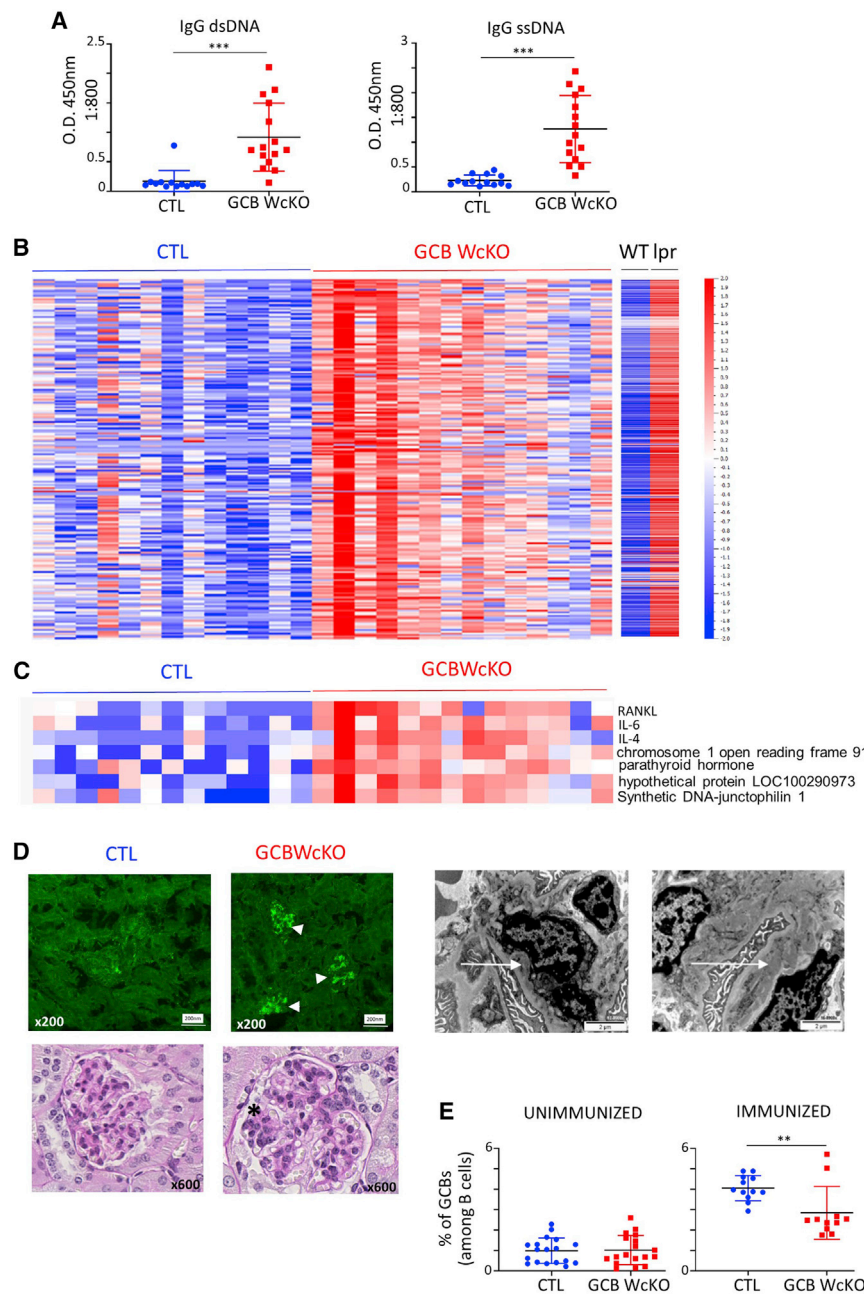 A
IgG dsDNA
***
2.5
0.5
0
O.D. 450nm
1:800
CTL
GCB WcKO
IgG ssDNA
***
3
0.5
0
O.D. 450nm
1:800
CTL
GCB WcKO
B
CTL
GCB WcKO
WT lpr
2.0
1.9
1.8
1.7
1.6
1.5
1.4
1.3
1.2
1.1
1.0
0.9
0.8
0.7
0.6
0.5
0.4
0.3
0.2
0.1
0.0
-0.1
-0.2
-0.3
-0.4
-0.5
-0.6
-0.7
-0.8
-0.9
-1.0
-1.1
-1.2
-1.3
-1.4
-1.5
-1.6
-1.7
-1.8
-1.9
-2.0
C
CTL
GCBWcKO
RANKL
IL-6
IL-4
chromosome 1 open reading frame 91
parathyroid hormone
hypothetical protein LOC100290973
Synthetic DNA-junctophilin 1
D
CTL
GCBWcKO
x200
200nm
x200
200nm
2 µm
2 µm
x600
*
x600
E
UNIMMUNIZED
6
0
% of GCBs
(among B cells)
CTL
GCB WcKO
IMMUNIZED
**
6
0
CTL
GCB WcKO